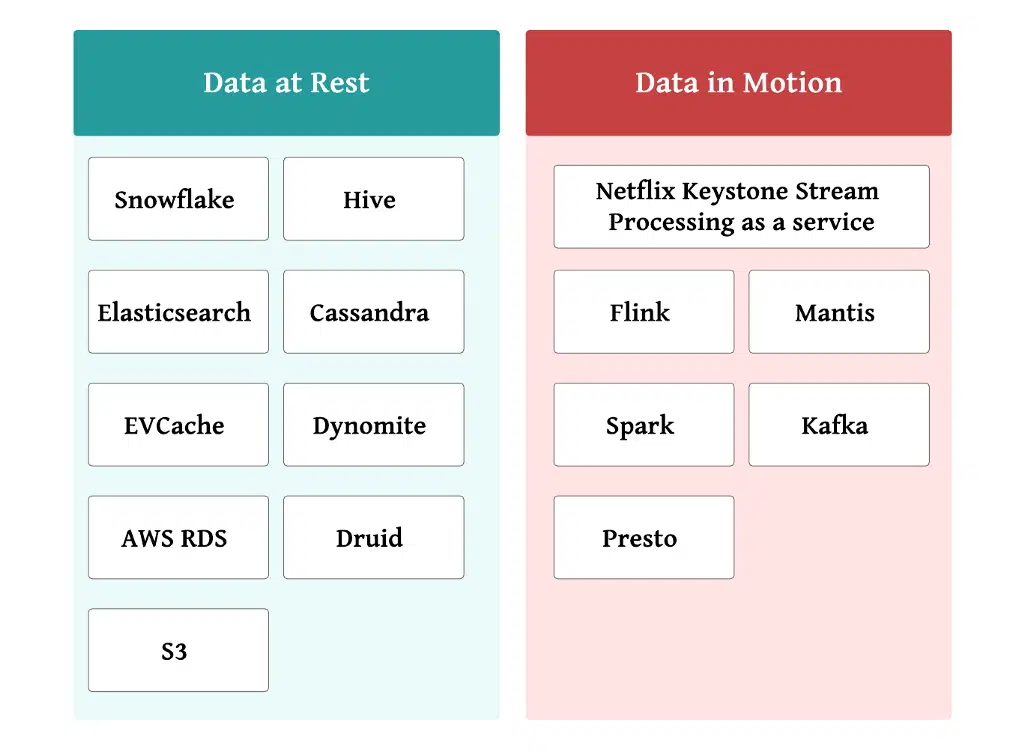 Data at Rest
Snowflake
Hive
Elasticsearch
Cassandra
EVCache
Dynomite
AWS RDS
Druid
S3
Data in Motion
Netflix Keystone Stream
Processing as a service
Flink
Mantis
Spark
Kafka
Presto